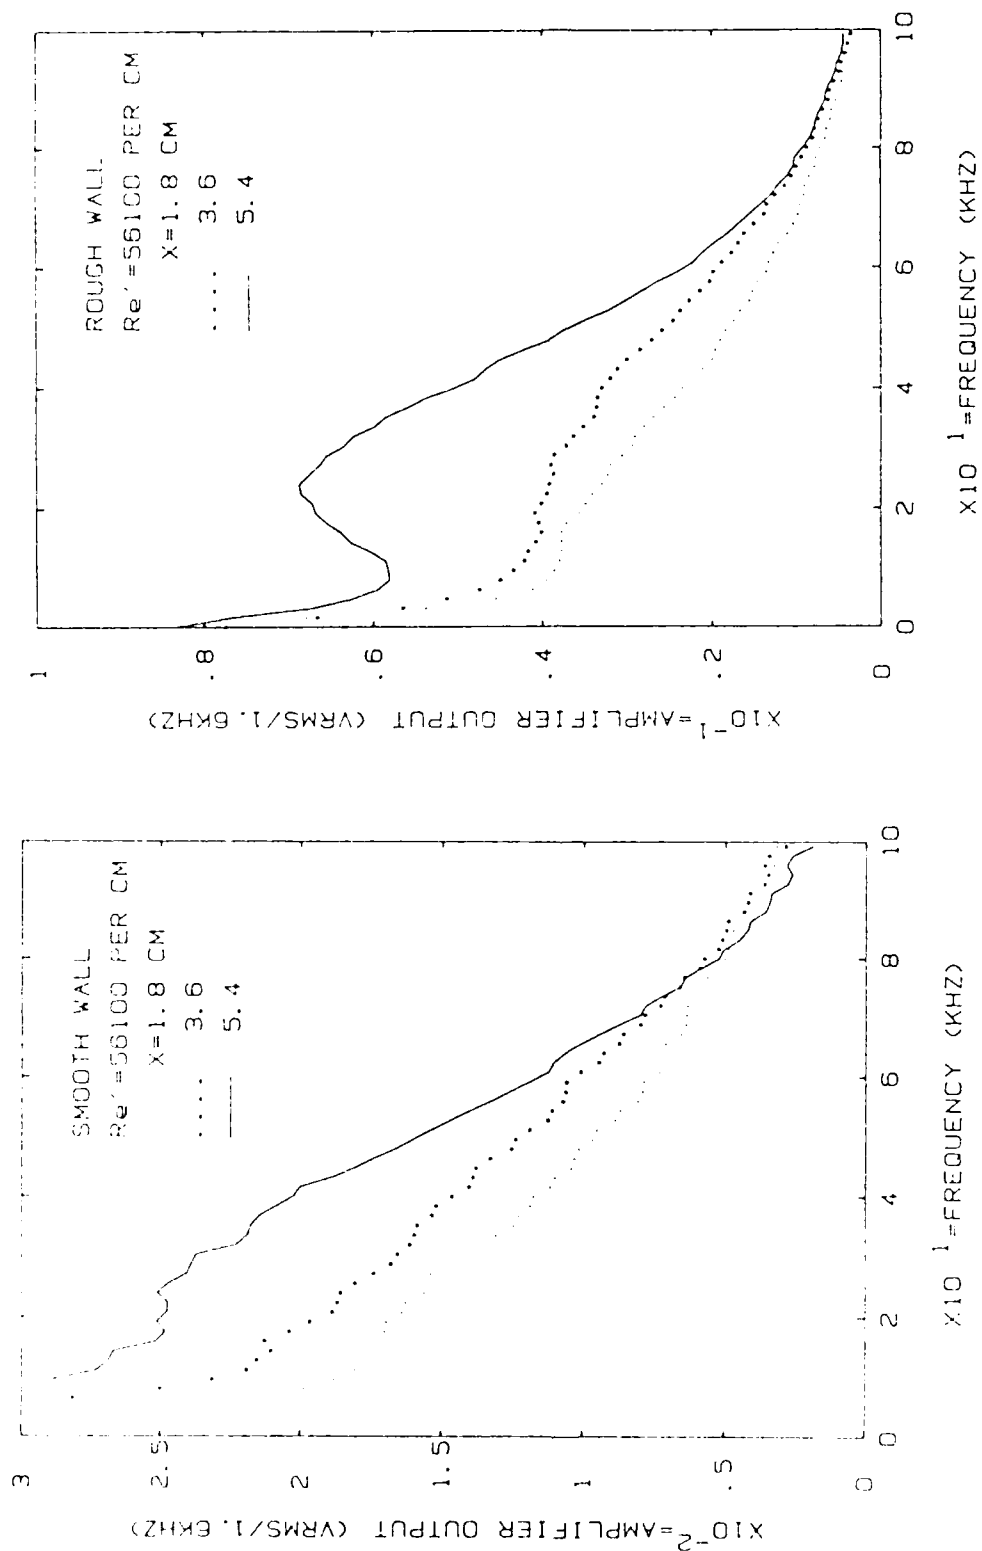 SMOOTH WALL
Re'=56100 PER CM
X=1.8 CM
.... 3.6
—— 5.4
3
2.5
2
1.5
1
.5
0
X10⁻²=AMPLIFIER OUTPUT (VRMS/1.6KHZ)
0 2 4 6 8 10
X10 ¹=FREQUENCY (KHZ)
ROUGH WALL
Re'=56100 PER CM
X=1.8 CM
.... 3.6
—— 5.4
1
.8
.6
.4
.2
0
X10⁻¹=AMPLIFIER OUTPUT (VRMS/1.6KHZ)
0 2 4 6 8 10
X10 ¹=FREQUENCY (KHZ)